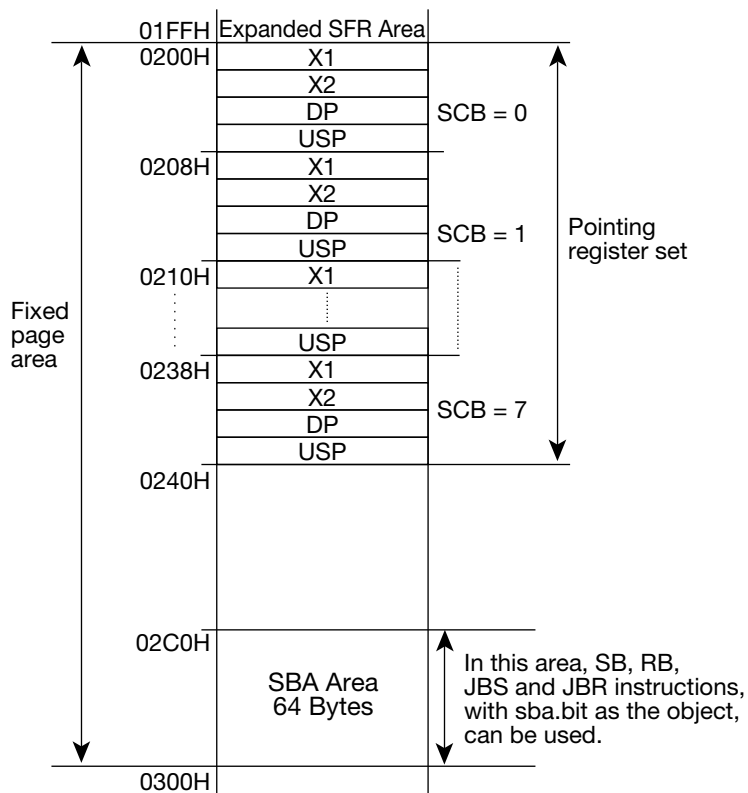 01FFH Expanded SFR Area
0200H X1
X2
DP SCB = 0
USP
0208H X1
X2
DP SCB = 1
USP
Pointing
register set
0210H X1
USP
Fixed
page
area
0238H X1
X2
DP SCB = 7
USP
0240H
02C0H
SBA Area
64 Bytes
In this area, SB, RB,
JBS and JBR instructions,
with sba.bit as the object,
can be used.
0300H